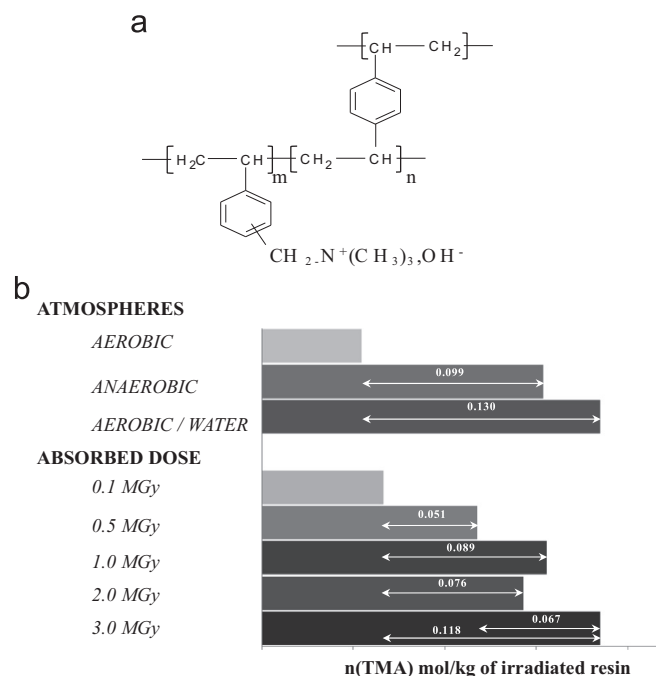 a
[CH — CH2]
[H2C — CH]m [CH2 — CH]n
CH2-N+(CH3)3,OH-
b
ATMOSPHERES
AEROBIC
ANAEROBIC
0.099
AEROBIC / WATER
0.130
ABSORBED DOSE
0.1 MGy
0.5 MGy
0.051
1.0 MGy
0.089
2.0 MGy
0.076
3.0 MGy
0.067
0.118
n(TMA) mol/kg of irradiated resin